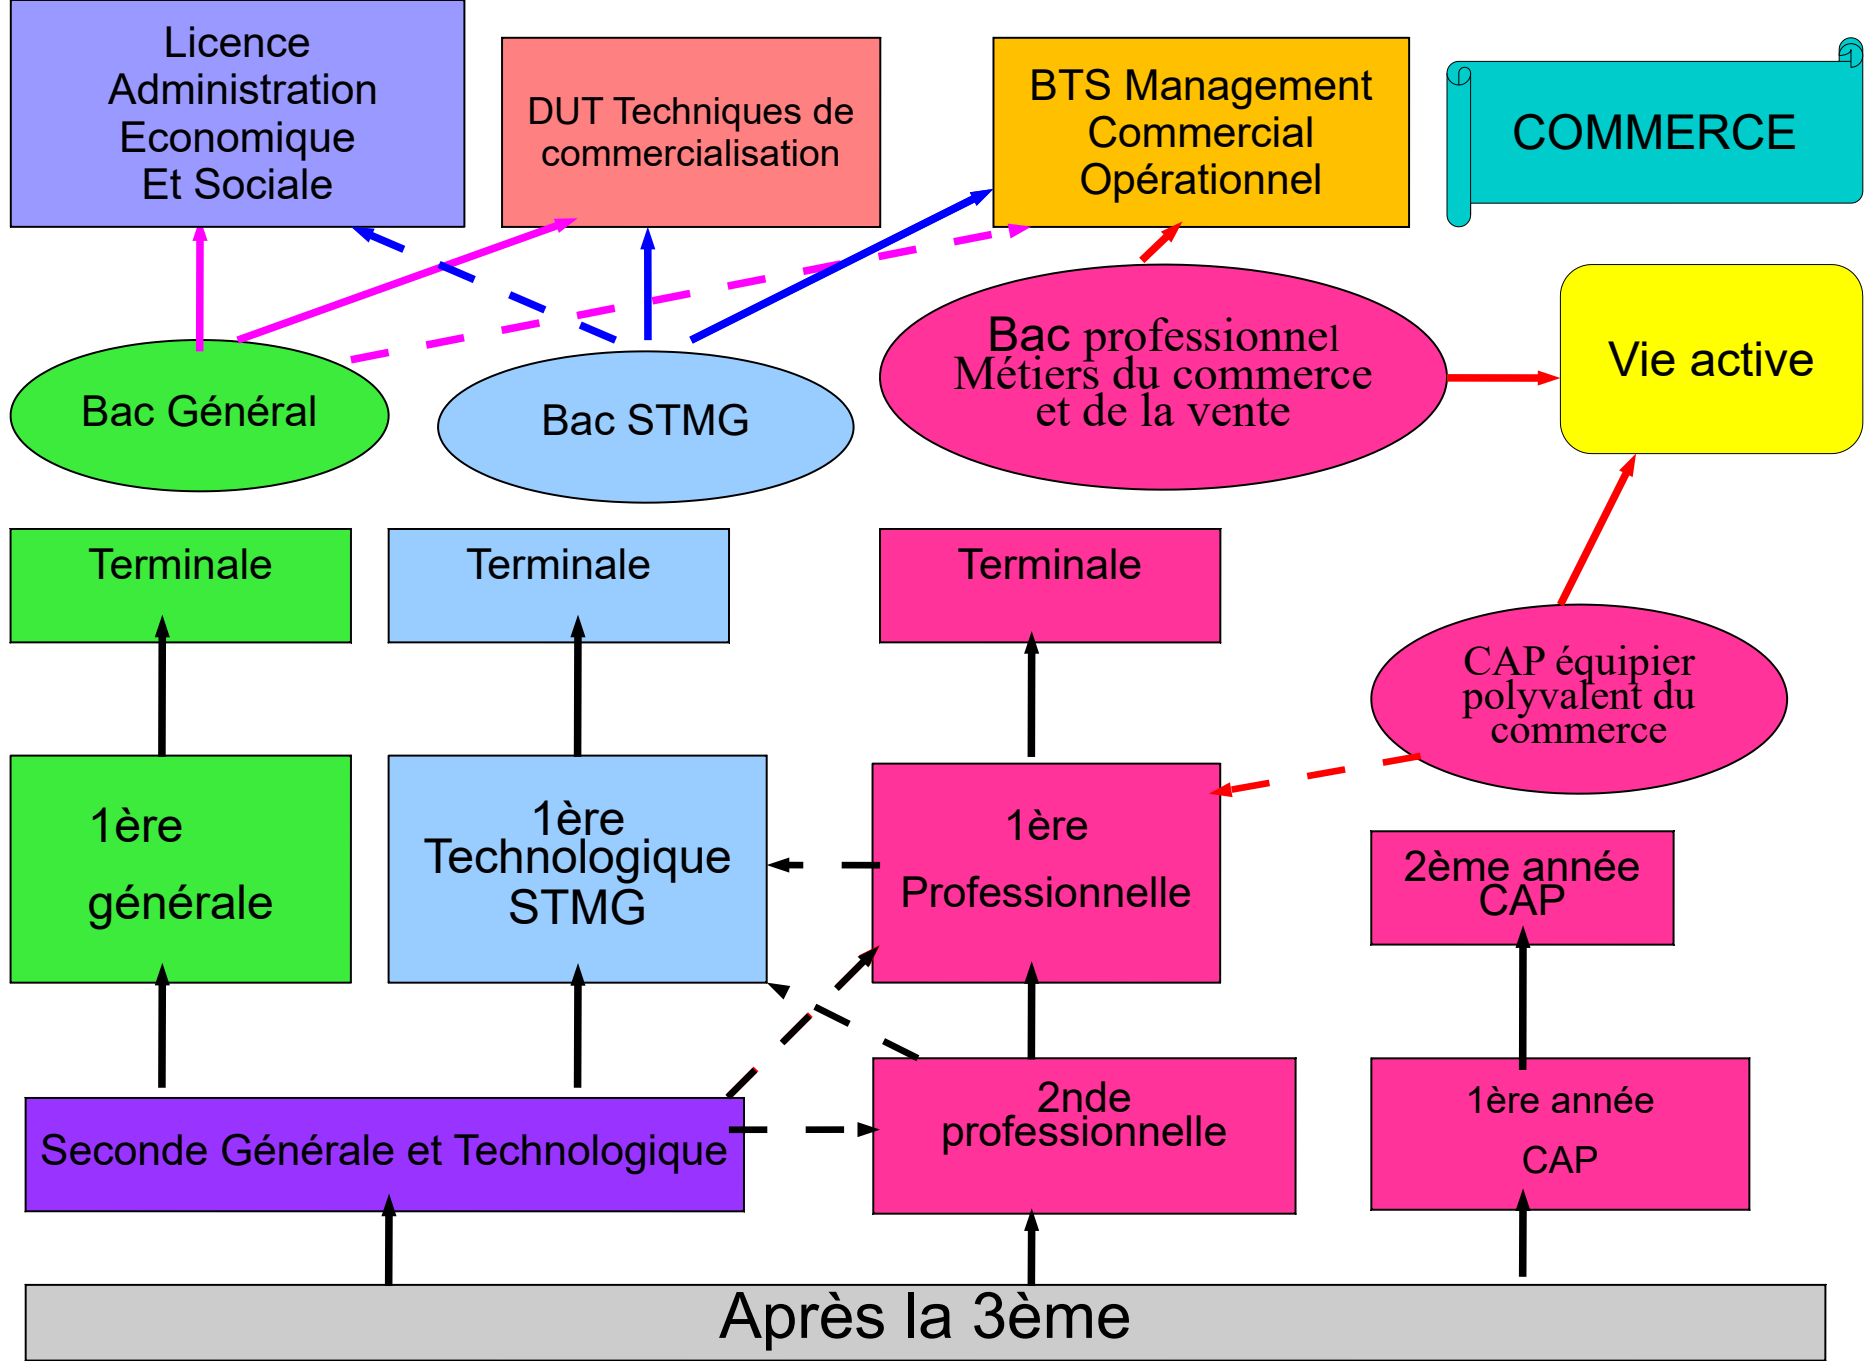 Licence
Administration
Economique
Et Sociale
DUT Techniques de
commercialisation
BTS Management
Commercial
Opérationnel
COMMERCE
Bac Général
Bac STMG
Bac professionnel
Métiers du commerce
et de la vente
Vie active
Terminale
Terminale
Terminale
CAP équipier
polyvalent du
commerce
1ère
générale
1ère
Technologique
STMG
1ère
Professionnelle
2ème année
CAP
Seconde Générale et Technologique
2nde
professionnelle
1ère année
CAP
Après la 3ème